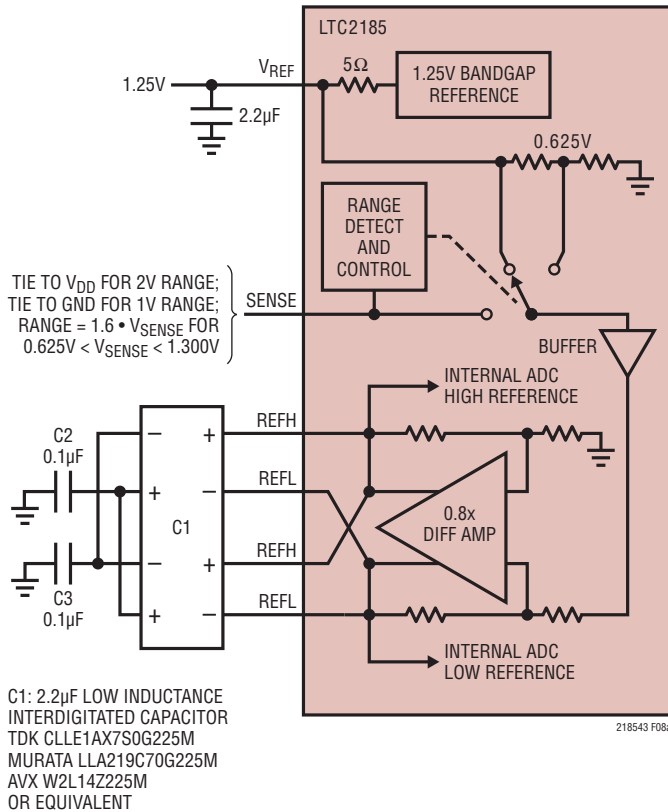 LTC2185
VREF
5Ω
1.25V BANDGAP
REFERENCE
1.25V
2.2µF
0.625V
RANGE
DETECT
AND
CONTROL
TIE TO VDD FOR 2V RANGE;
TIE TO GND FOR 1V RANGE;
RANGE = 1.6 • VSENSE FOR
0.625V < VSENSE < 1.300V
SENSE
BUFFER
INTERNAL ADC
HIGH REFERENCE
REFH
C2
0.1µF
– +
REFL
+ –
C1
0.8x
DIFF AMP
REFH
– +
C3
0.1µF
REFL
+ –
INTERNAL ADC
LOW REFERENCE
C1: 2.2µF LOW INDUCTANCE
INTERDIGITATED CAPACITOR
TDK CLLE1AX7S0G225M
MURATA LLA219C70G225M
AVX W2L14Z225M
OR EQUIVALENT